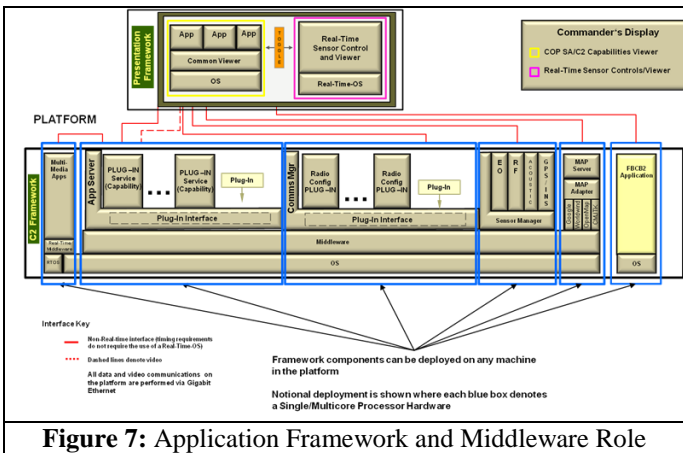 Presentation Framework
App App App
Common Viewer
OS
TOGGLE
Real-Time
Sensor Control
and Viewer
Real-Time-OS
Commander's Display
COP SA/C2 Capabilities Viewer
Real-Time Sensor Controls/Viewer
PLATFORM
C2 Framework
Multi-
Media
Apps
Real-Time
Middleware
RTOS
App Server
PLUG–IN
Service
(Capability)
...
PLUG–IN
Service
(Capability)
Plug-In
Plug-in Interface
Comms Mgr
Radio
Config
PLUG-IN
...
Radio
Config
PLUG-IN
Plug-In
Plug-in Interface
EO
RF
ACOUSTIC
GPS-INS
Sensor Manager
MAP
Server
MAP
Adapter
Google
Worldwind
OpenMap
CMJTK
FBCB2
Application
OS
Middleware
OS
Interface Key
Non-Real-time interface (timing requirements
do not require the use of a Real-Time-OS)
Dashed lines denote video
All data and video communications on
the platform are performed via Gigabit
Ethernet
Framework components can be deployed on any machine
in the platform
Notional deployment is shown where each blue box denotes
a Single/Multicore Processor Hardware
Figure 7: Application Framework and Middleware Role